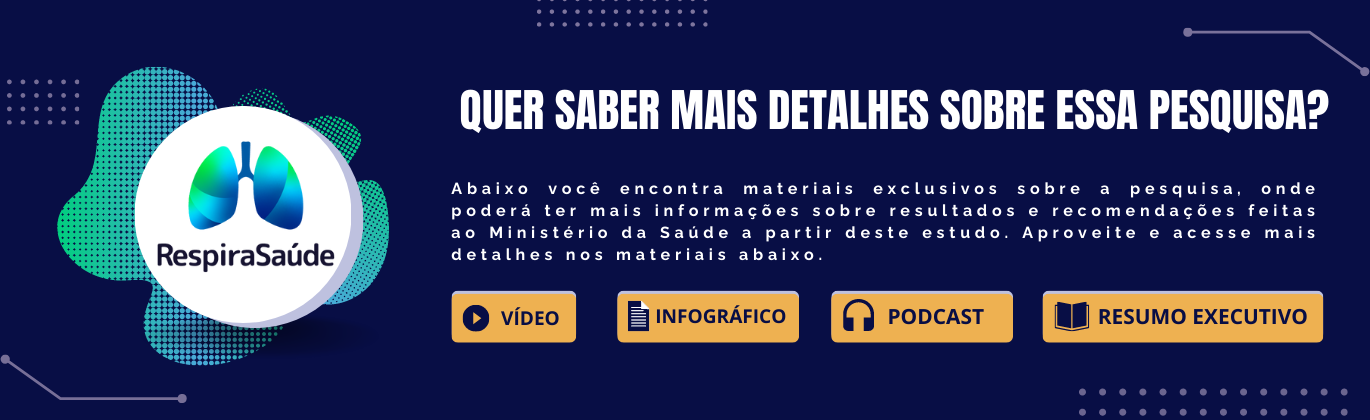 QUER SABER MAIS DETALHES SOBRE ESSA PESQUISA?
Abaixo você encontra materiais exclusivos sobre a pesquisa, onde
poderá ter mais informações sobre resultados e recomendações feitas
ao Ministério da Saúde a partir deste estudo. Aproveite e acesse mais
detalhes nos materiais abaixo.
RespiraSaúde
VÍDEO
INFOGRÁFICO
PODCAST
RESUMO EXECUTIVO